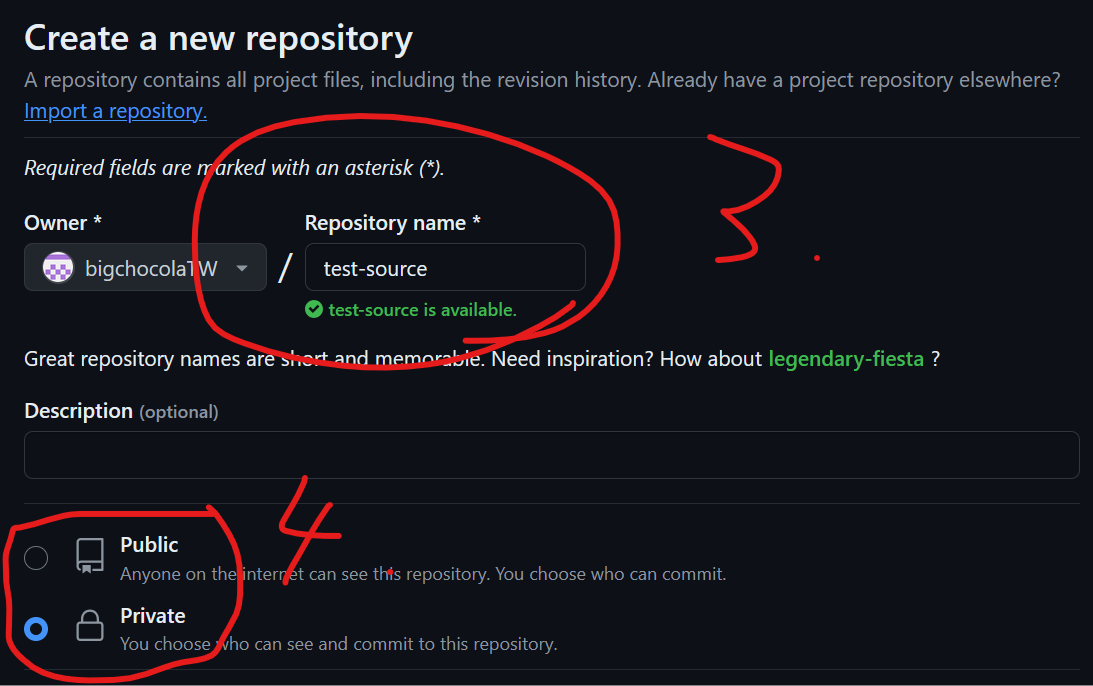 Create a new repository
A repository contains all project files, including the revision history. Already have a project repository elsewhere?
Import a repository.
Required fields are marked with an asterisk (*).
3.
Owner *
Repository name *
bigchocolaTW
/
test-source
test-source is available.
Great repository names are short and memorable. Need inspiration? How about legendary-fiesta ?
Description (optional)
4.
Public
Anyone on the internet can see this repository. You choose who can commit.
Private
You choose who can see and commit to this repository.